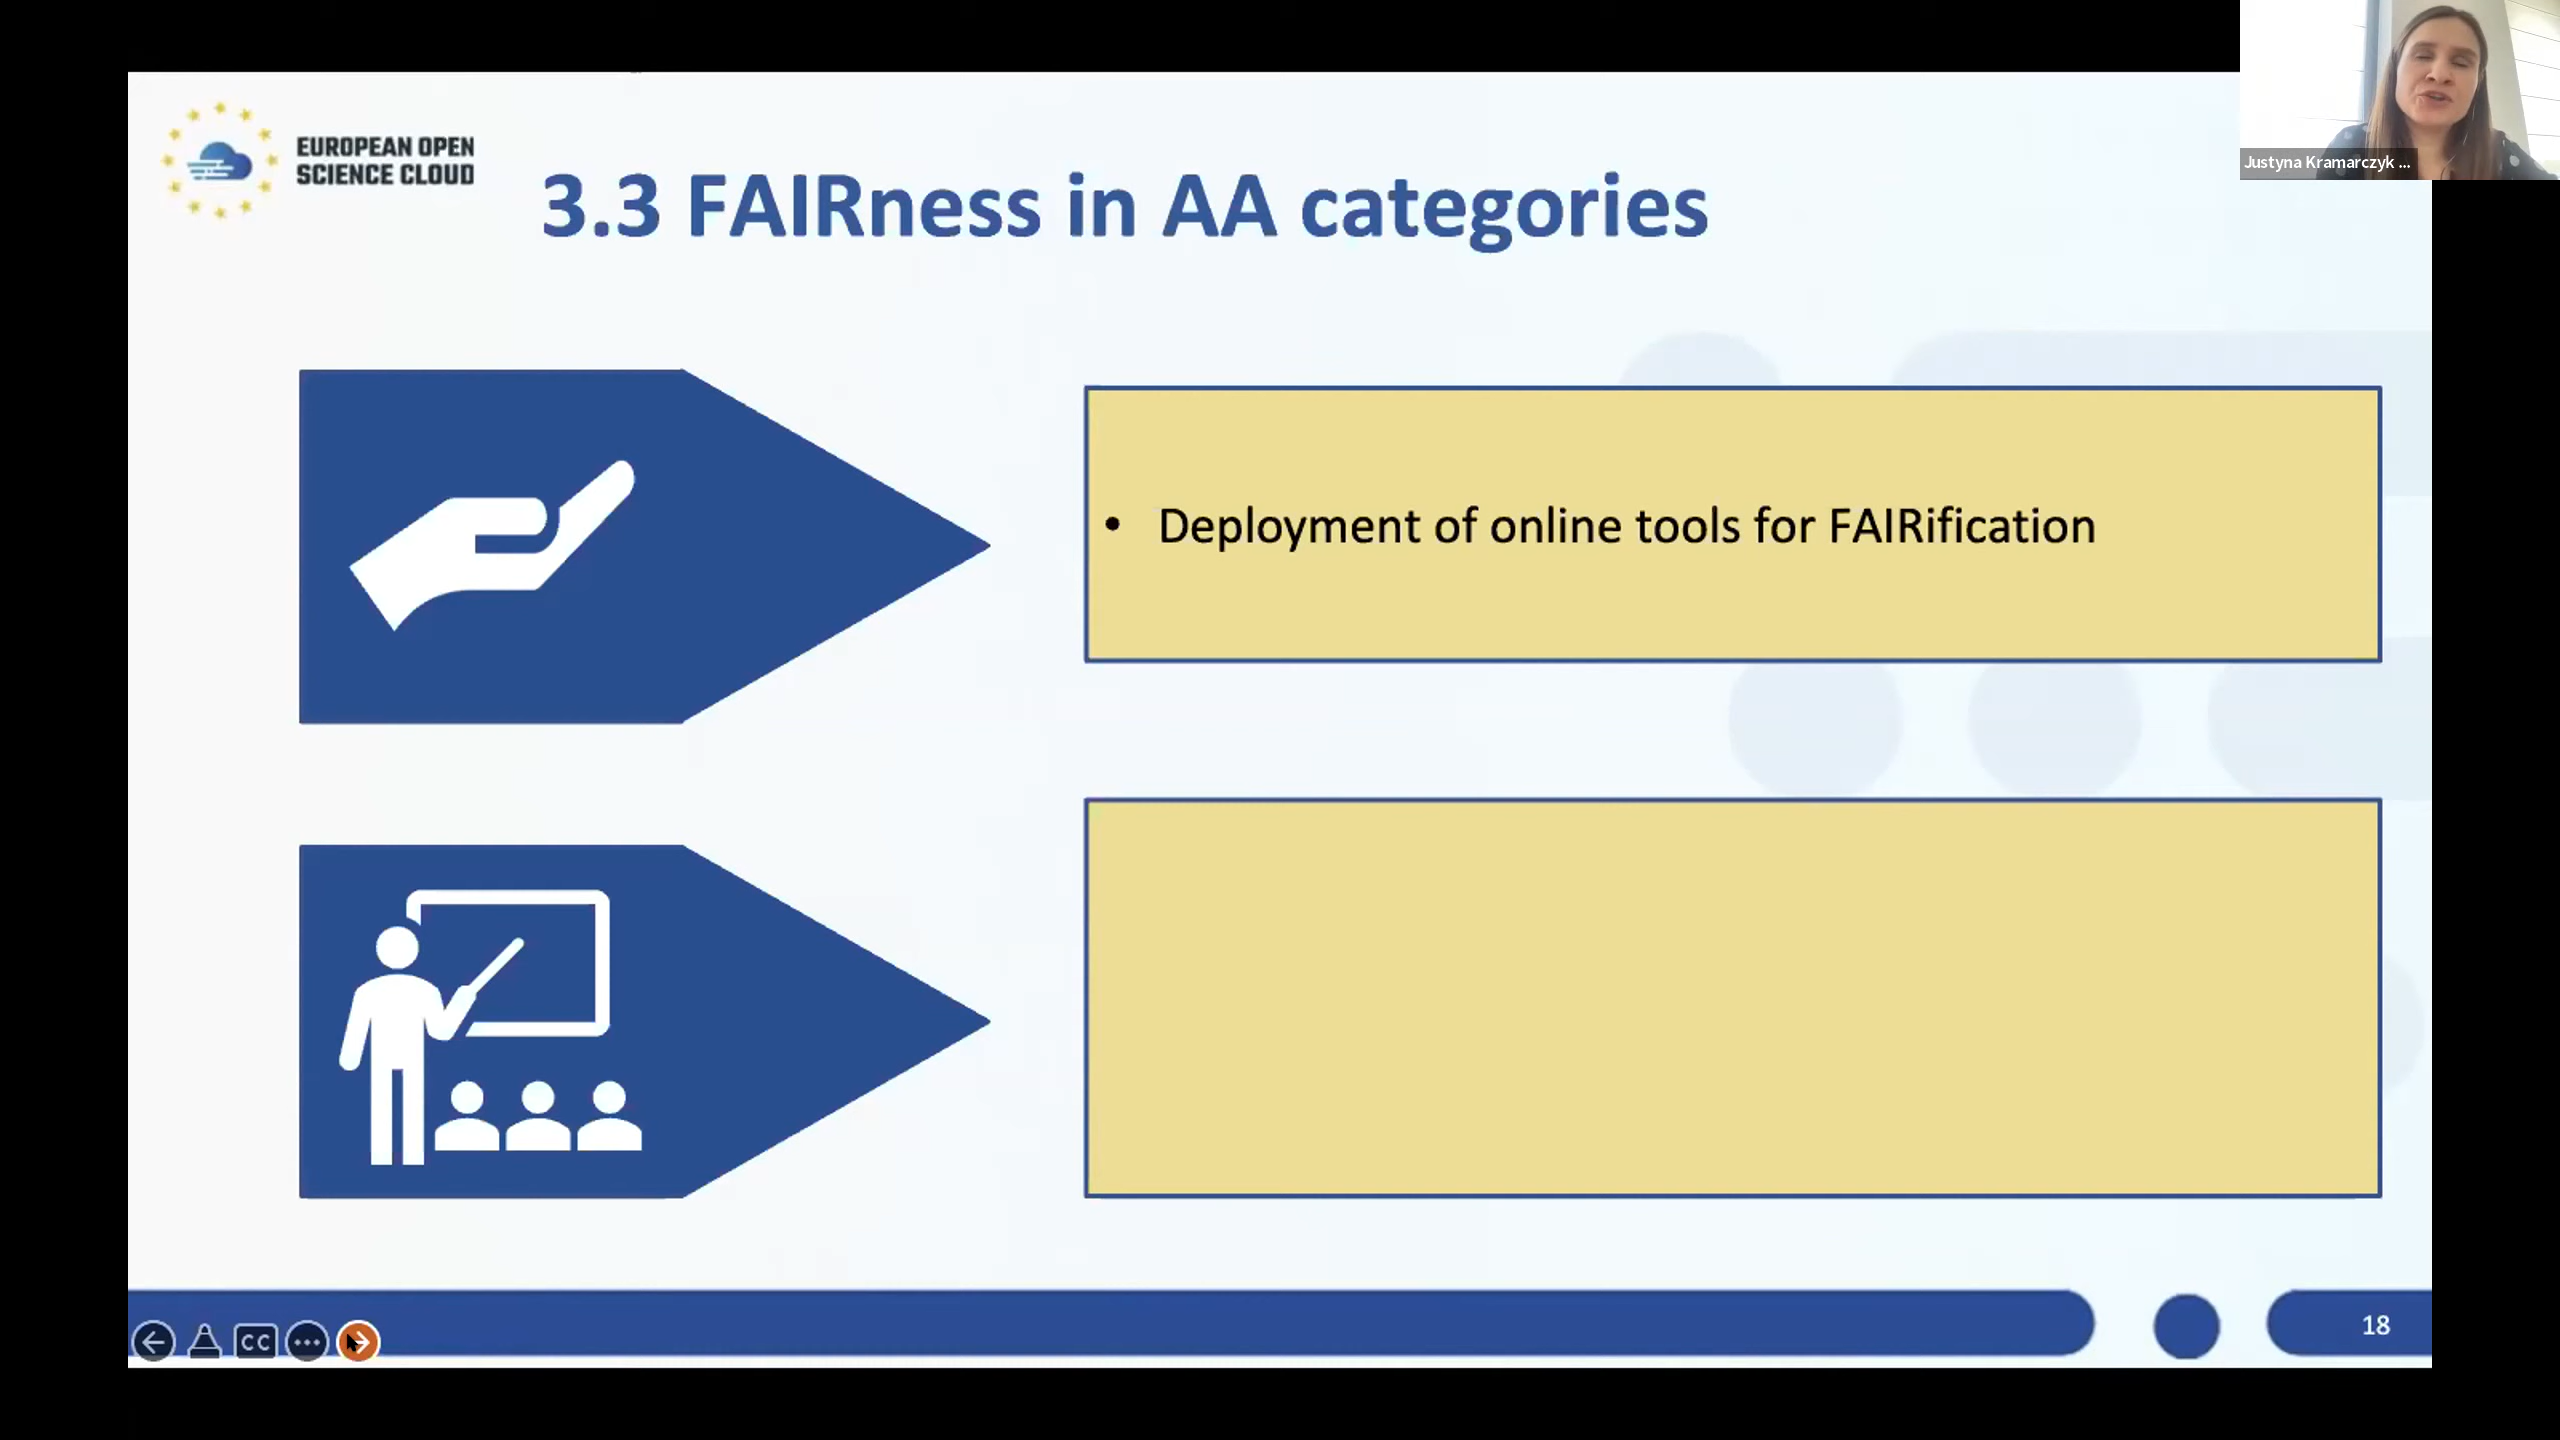 EUROPEAN OPEN
SCIENCE CLOUD
3.3 FAIRness in AA categories
Justyna Kramarczyk ...
• Deployment of online tools for FAIRification
CC
18